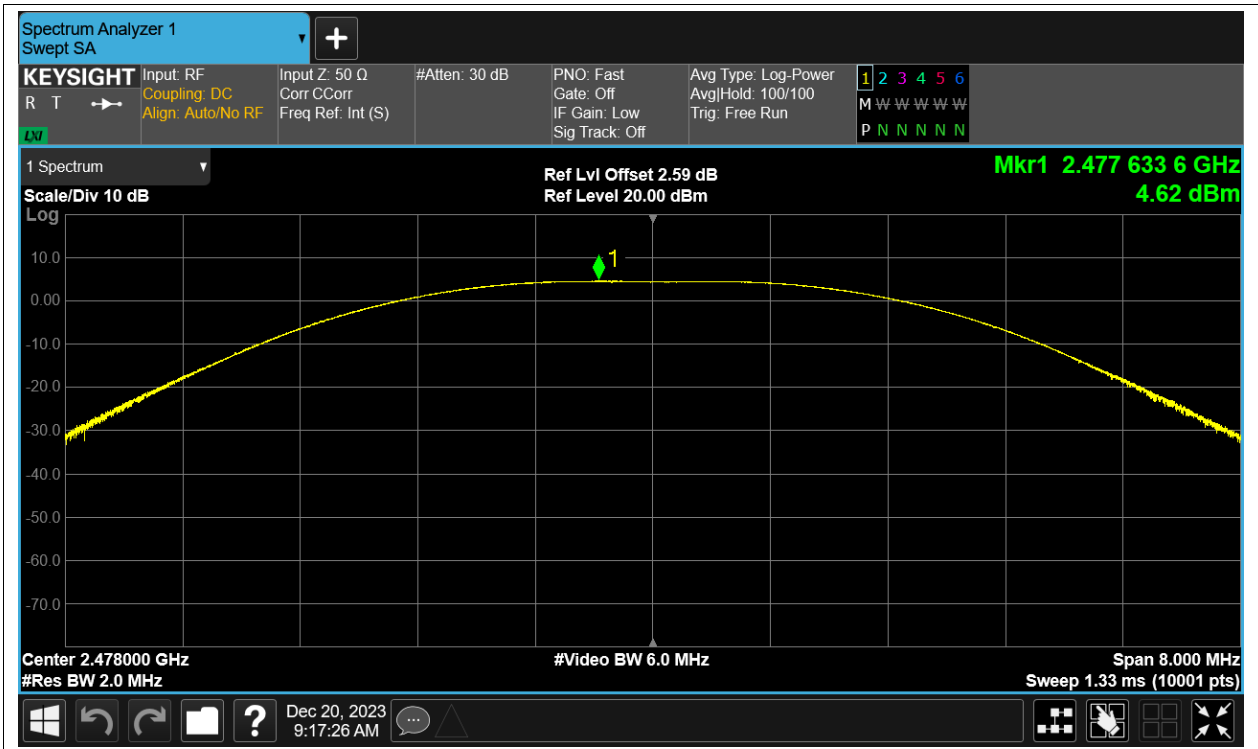 Spectrum Analyzer 1
Swept SA
KEYSIGHT
R T
LXI
Input: RF
Coupling: DC
Align: Auto/No RF
Input Z: 50 Ω
Corr CCorr
Freq Ref: Int (S)
#Atten: 30 dB
PNO: Fast
Gate: Off
IF Gain: Low
Sig Track: Off
Avg Type: Log-Power
Avg|Hold: 100/100
Trig: Free Run
1 2 3 4 5 6
M W W W W W
P N N N N N
1 Spectrum
Scale/Div 10 dB
Ref Lvl Offset 2.59 dB
Ref Level 20.00 dBm
Mkr1 2.477 633 6 GHz
4.62 dBm
Log
1
10.0
0.00
-10.0
-20.0
-30.0
-40.0
-50.0
-60.0
-70.0
Center 2.478000 GHz
#Video BW 6.0 MHz
Span 8.000 MHz
#Res BW 2.0 MHz
Sweep 1.33 ms (10001 pts)
?
Dec 20, 2023
9:17:26 AM